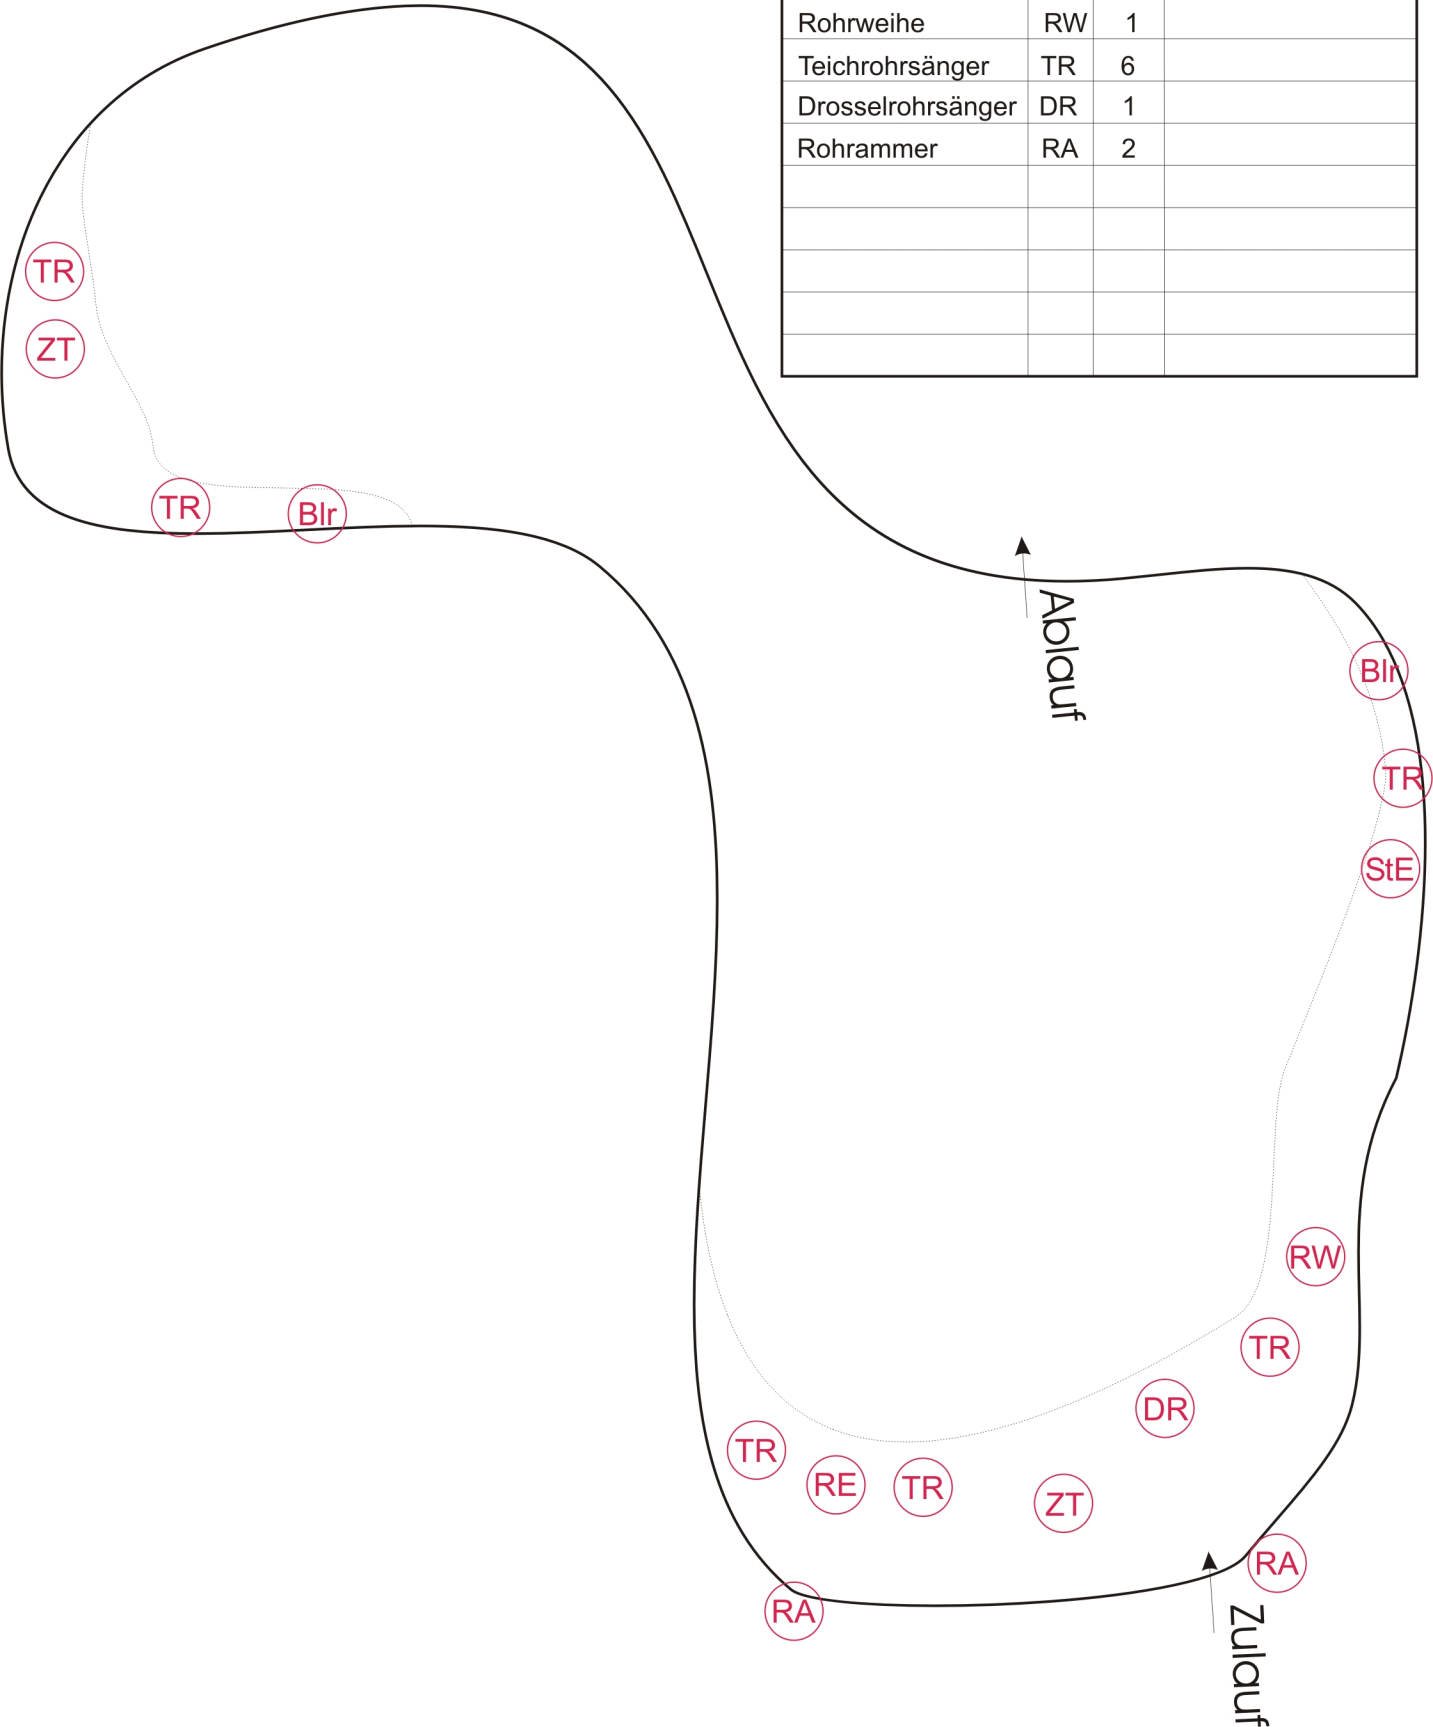 Rohrweihe RW 1
Teichrohrsänger TR 6
Drosselrohrsänger DR 1
Rohrammer RA 2
TR
ZT
TR
Blr
Ablauf
Blr
TR
StE
RW
TR
DR
TR
RE
TR
ZT
RA
RA
Zulauf